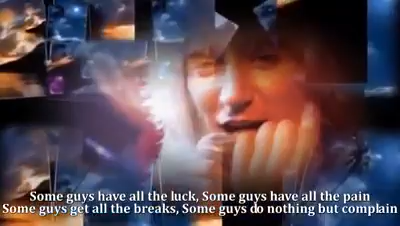 Some guys have all the luck, Some guys have all the pain
Some guys get all the breaks, Some guys do nothing but complain